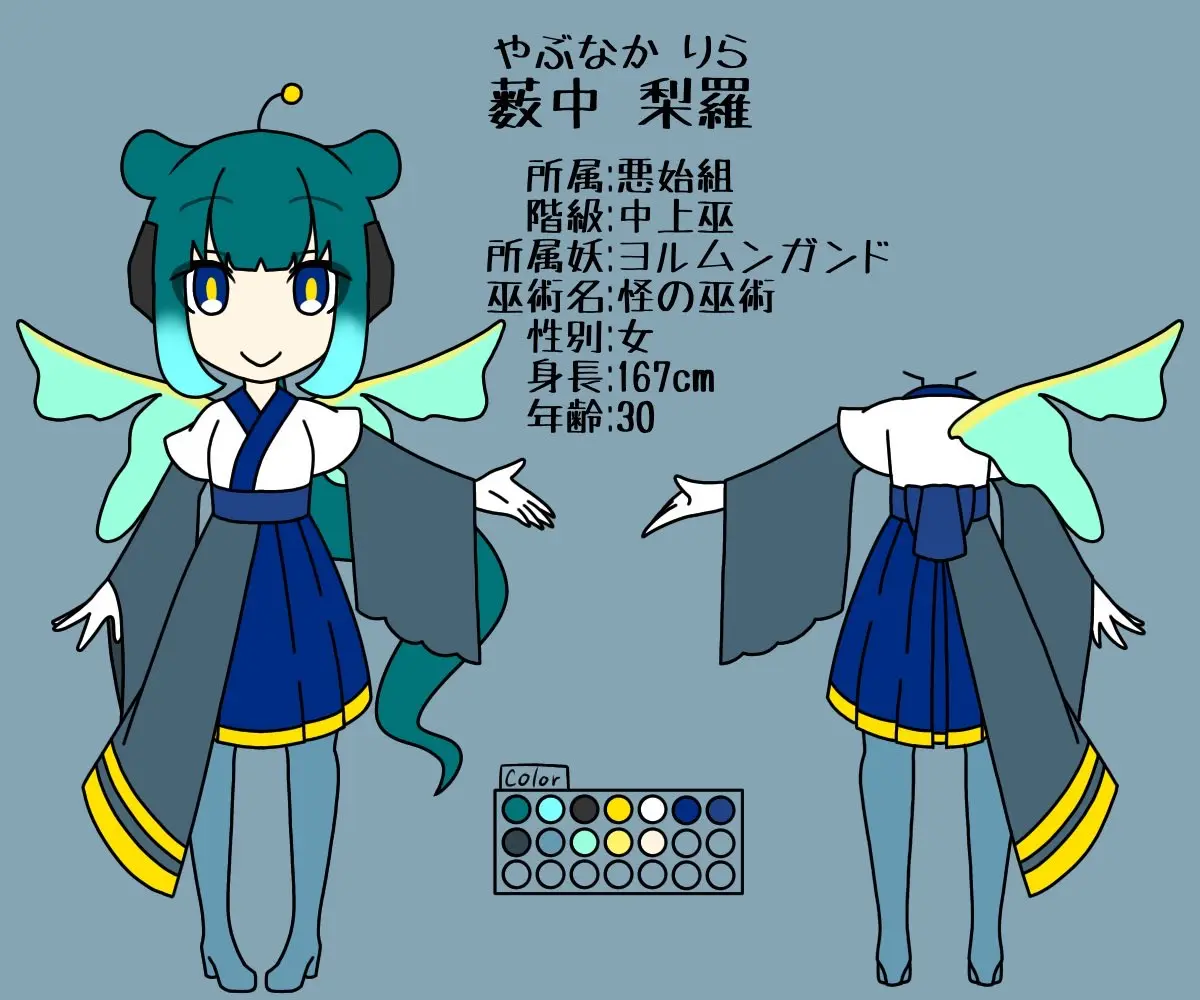 やぶなか りら
薮中 梨羅
所属:悪始組
階級:中上巫
所属妖:ヨルムンガンド
巫術名:怪の巫術
性別:女
身長:167cm
年齢:30
Color